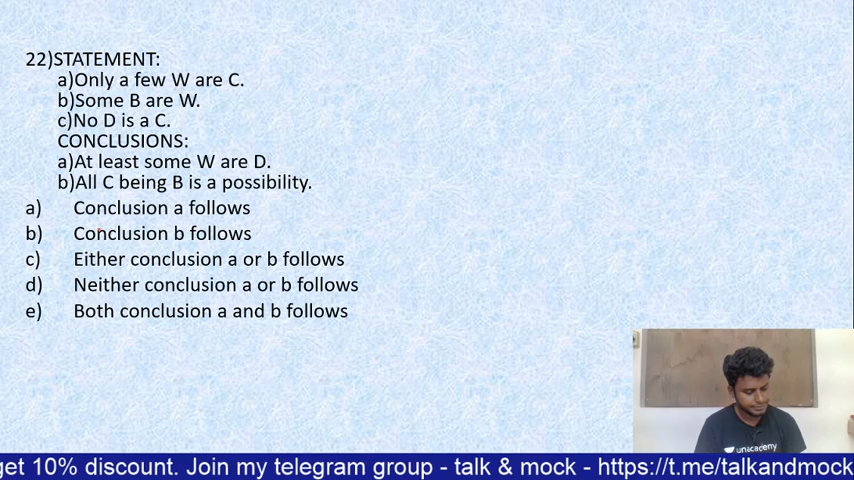 22)STATEMENT:
a)Only a few W are C.
b)Some B are W.
c)No D is a C.
CONCLUSIONS:
a)At least some W are D.
b)All C being B is a possibility.
a) Conclusion a follows
b) Conclusion b follows
c) Either conclusion a or b follows
d) Neither conclusion a or b follows
e) Both conclusion a and b follows
unacademy
get 10% discount. Join my telegram group - talk & mock - https://t.me/talkandmock